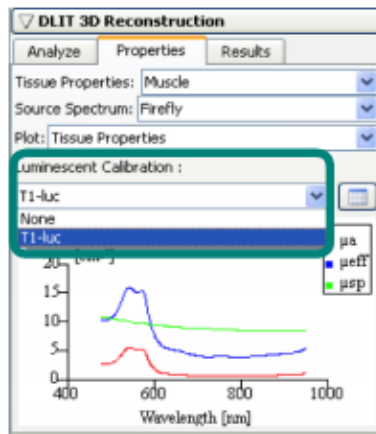 DLIT 3D Reconstruction
Analyze Properties Results
Tissue Properties: Muscle
Source Spectrum: Firefly
Plot: Tissue Properties
Luminescent Calibration :
T1-luc
None
T1-luc
μa
μeff
μsp
20
15
10
5
0
400 600 800 1000
Wavelength [nm]